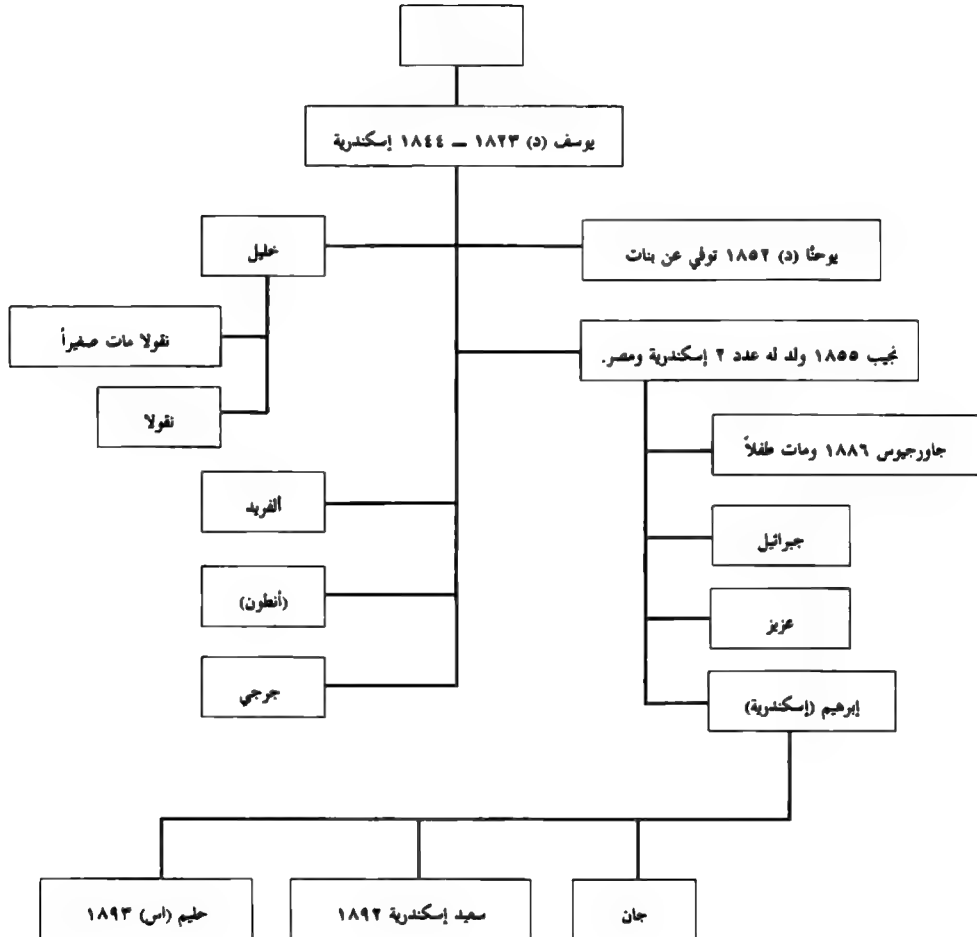 يوسف (د) ١٨٢٣ — ١٨٤٤ إسكندرية
يوحنّا (د) ١٨٥٢ توفي عن بنات
خليل
نقولا مات صغيراً
نقولا
نجيب ١٨٥٥ ولد له عدد ٢ إسكندرية ومصر.
جاورجيوس ١٨٨٦ ومات طفلاً
جبرائيل
عزيز
إبرهيم (إسكندرية)
ألفريد
(أنطون)
جرجي
جان
سعيد إسكندرية ١٨٩٢
حليم (اس) ١٨٩٣